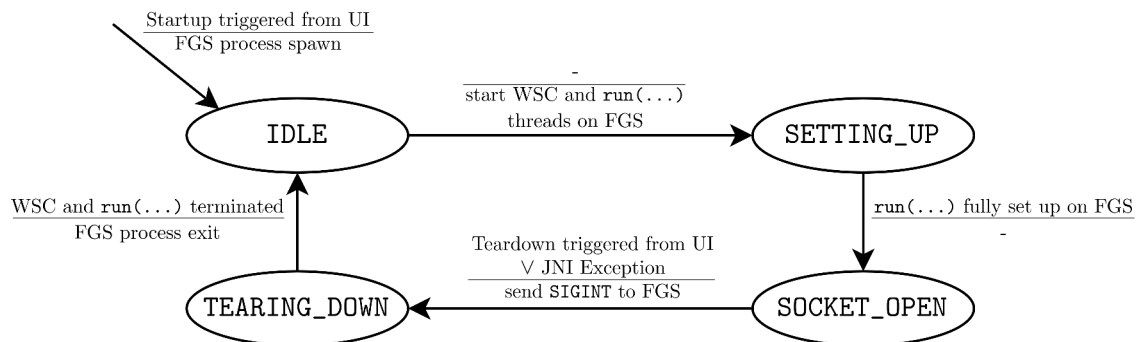 Startup triggered from UI
FGS process spawn
-
start WSC and run(...)
threads on FGS
IDLE
SETTING_UP
WSC and run(...) terminated
FGS process exit
run(...) fully set up on FGS
-
Teardown triggered from UI
∨ JNI Exception
send SIGINT to FGS
TEARING_DOWN
SOCKET_OPEN